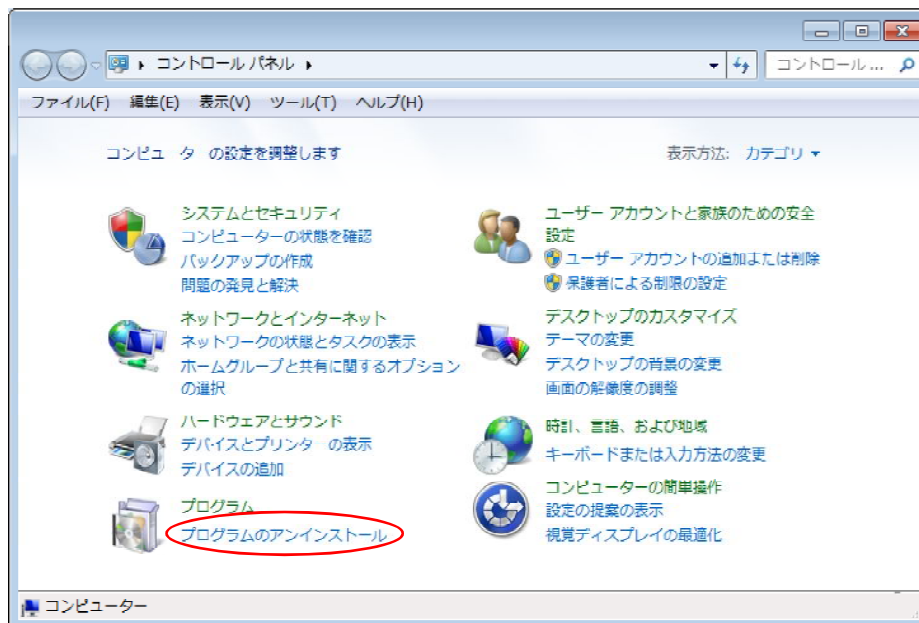 コントロール パネル
コントロール ...
ファイル(F) 編集(E) 表示(V) ツール(T) ヘルプ(H)
コンピュ タ の設定を調整します
表示方法: カテゴリ
システムとセキュリティ
コンピューターの状態を確認
バックアップの作成
問題の発見と解決
ネットワークとインターネット
ネットワークの状態とタスクの表示
ホームグループと共有に関するオプション
の選択
ハードウェアとサウンド
デバイスとプリンタ の表示
デバイスの追加
プログラム
プログラムのアンインストール
ユーザー アカウントと家族のための安全
設定
ユーザー アカウントの追加または削除
保護者による制限の設定
デスクトップのカスタマイズ
テーマの変更
デスクトップの背景の変更
画面の解像度の調整
時計、言語、および地域
キーボードまたは入力方法の変更
コンピューターの簡単操作
設定の提案の表示
視覚ディスプレイの最適化
コンピューター